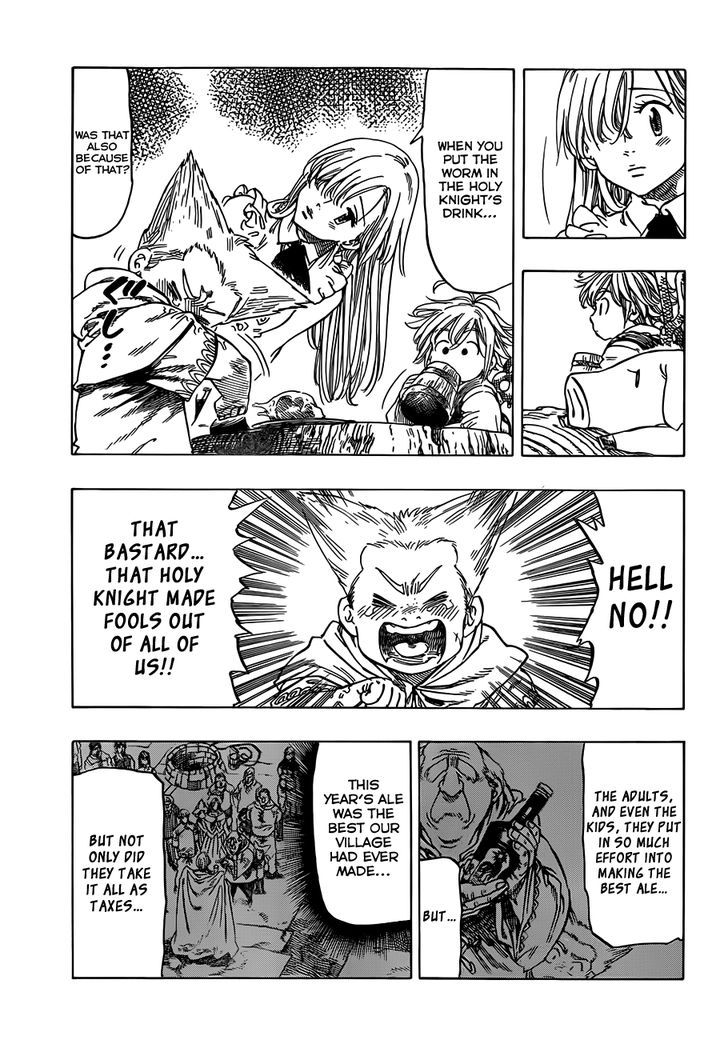 WHEN YOU
PUT THE
WORM
IN THE HOLY
KNIGHT'S
DRINK...
WAS THAT
ALSO
BECAUSE
OF THAT?
ぐし…
HELL
NO!!
THAT
BASTARD...
THAT HOLY
KNIGHT MADE
FOOLS OUT
OF ALL OF
US!!
THE ADULTS,
AND EVEN THE
KIDS, THEY PUT
IN SO MUCH
EFFORT INTO
MAKING THE
BEST ALE...
BUT...
THIS
YEAR'S ALE
WAS THE
BEST OUR
VILLAGE
HAD EVER
MADE...
BUT NOT
ONLY DID
THEY TAKE
IT ALL AS
TAXES...